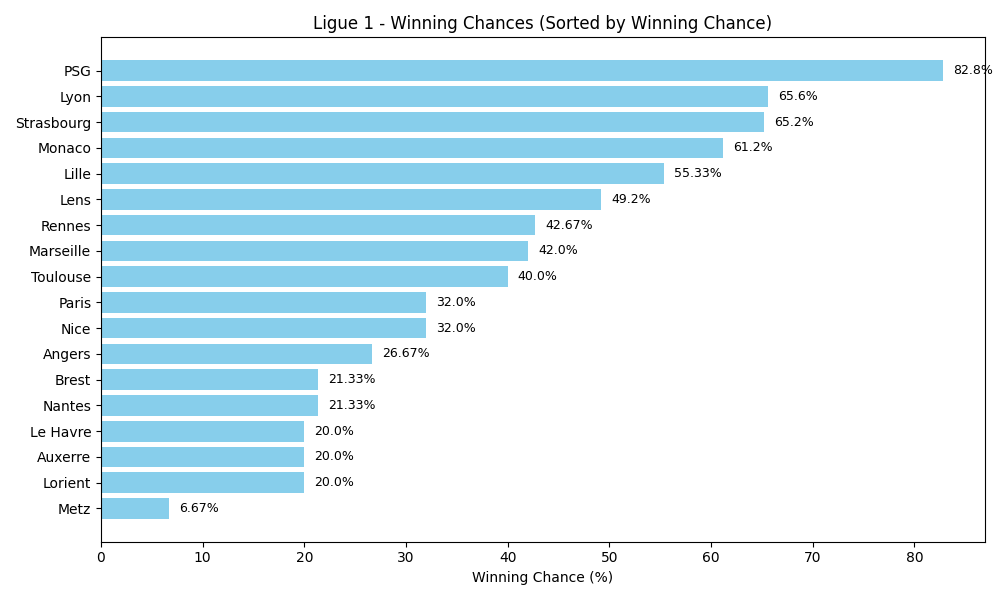 Ligue 1 - Winning Chances (Sorted by Winning Chance)
PSG 82.8%
Lyon 65.6%
Strasbourg 65.2%
Monaco 61.2%
Lille 55.33%
Lens 49.2%
Rennes 42.67%
Marseille 42.0%
Toulouse 40.0%
Paris 32.0%
Nice 32.0%
Angers 26.67%
Brest 21.33%
Nantes 21.33%
Le Havre 20.0%
Auxerre 20.0%
Lorient 20.0%
Metz 6.67%
0 10 20 30 40 50 60 70 80
Winning Chance (%)